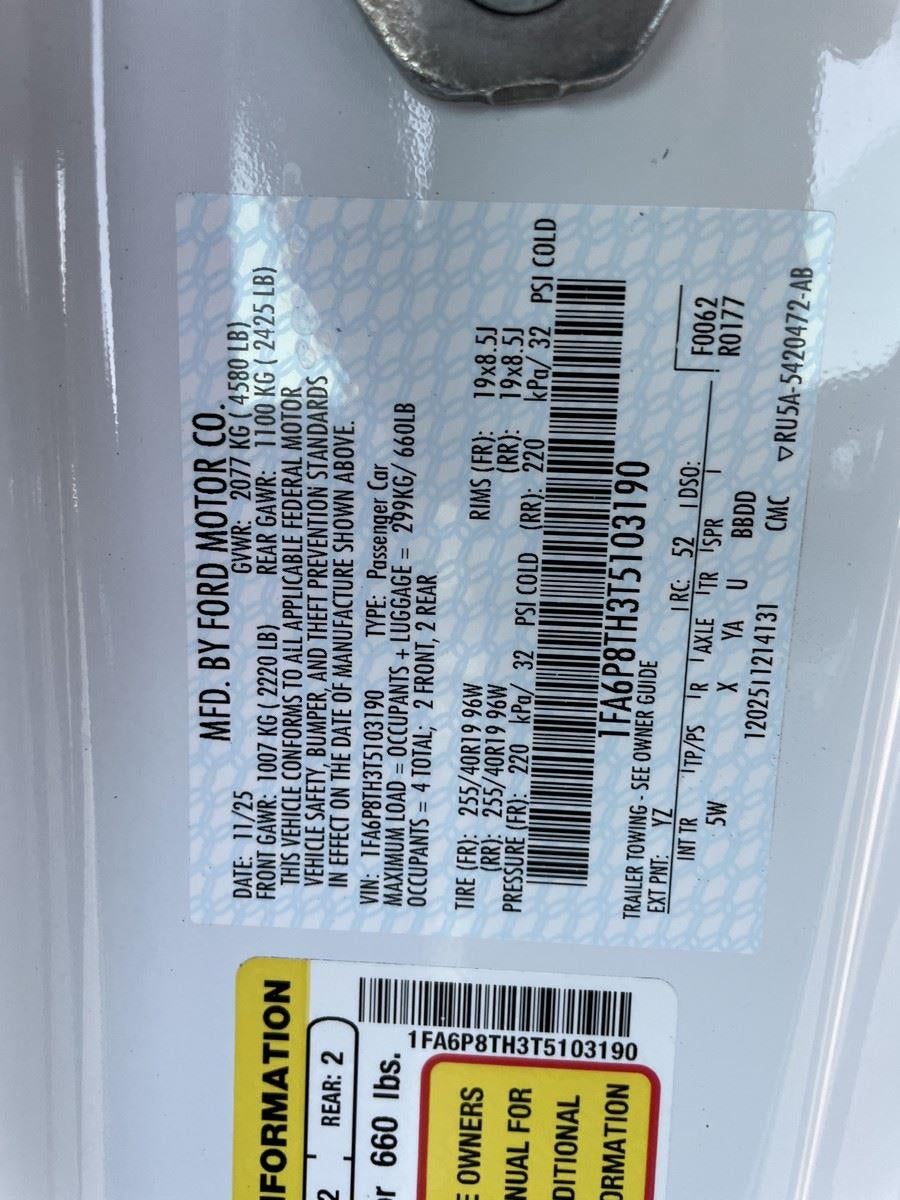 MFD. BY FORD MOTOR CO.
DATE: 11/25 GVWR: 2077 KG ( 4580 LB)
FRONT GAWR: 1007 KG ( 2220 LB) REAR GAWR: 1100 KG ( 2425 LB)
THIS VEHICLE CONFORMS TO ALL APPLICABLE FEDERAL MOTOR
VEHICLE SAFETY, BUMPER, AND THEFT PREVENTION STANDARDS
IN EFFECT ON THE DATE OF MANUFACTURE SHOWN ABOVE.
VIN: 1FA6P8TH3T5103190 TYPE: Passenger Car
MAXIMUM LOAD = OCCUPANTS + LUGGAGE = 299KG/ 660LB
OCCUPANTS = 4 TOTAL; 2 FRONT, 2 REAR
TIRE (FR): 255/40R19 96W RIMS (FR): 19x8.5J
(RR): 255/40R19 96W (RR): 19x8.5J
PRESSURE (FR): 220 kPa/ 32 PSI COLD (RR): 220 kPa/ 32 PSI COLD
1FA6P8TH3T5103190
TRAILER TOWING - SEE OWNER GUIDE
EXT PNT: YZ RC: 52 DSO:
F0062
R0177
INT TR TP/PS R AXLE TR SPR
5W X YA U BBDD
1202511214131 CMC ▽RU5A-5420472-AB
IFORMATION
2 REAR: 2
or 660 lbs.
1FA6P8TH3T5103190
E OWNERS
NUAL FOR
DITIONAL
ORMATION